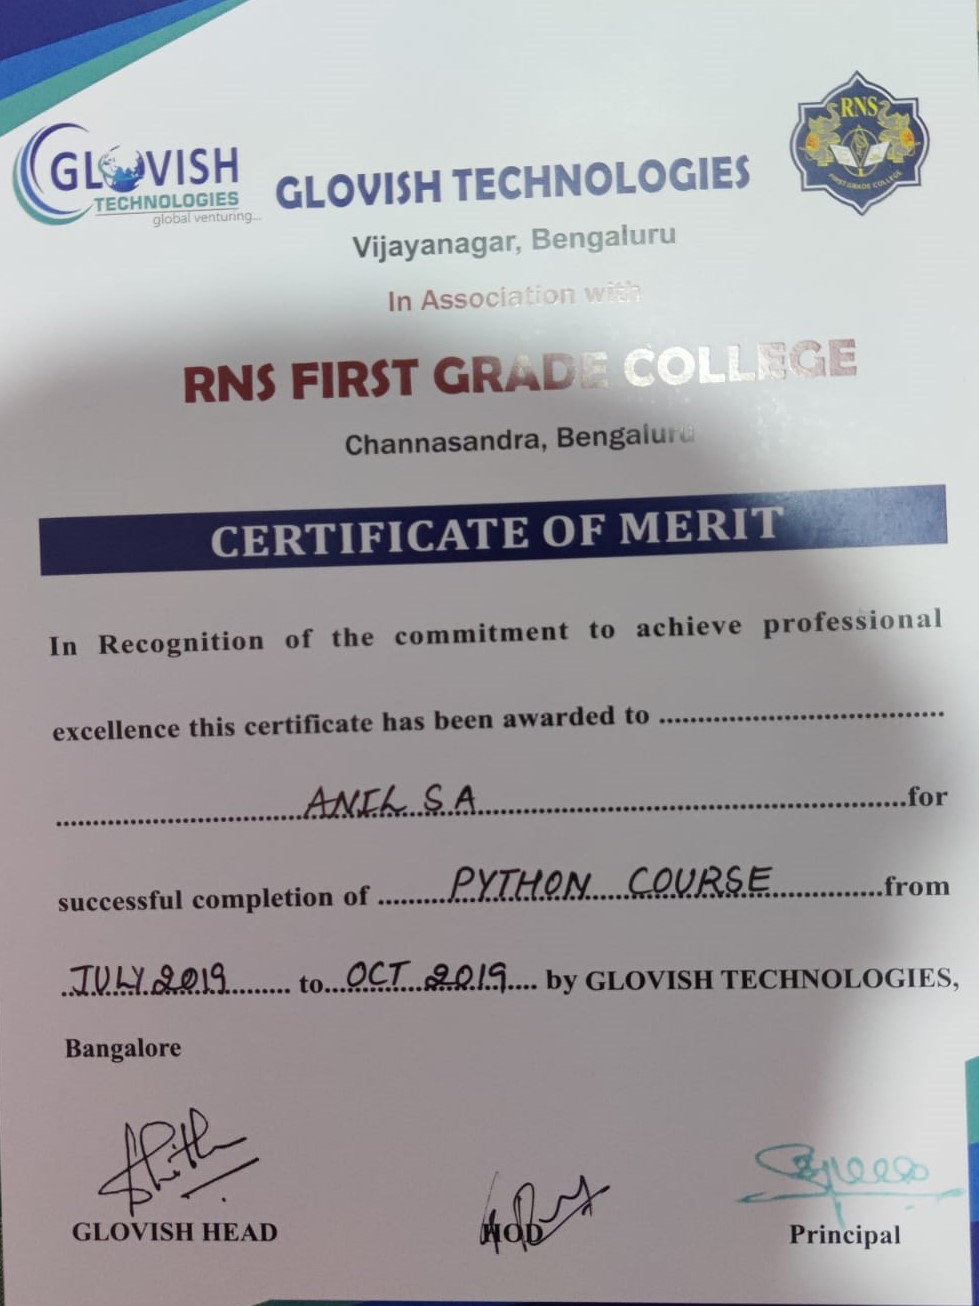 GLOVISH
TECHNOLOGIES
global venturing...
GLOVISH TECHNOLOGIES
RNS
FIRST GRADE COLLEGE
Vijayanagar, Bengaluru
In Association with
RNS FIRST GRADE COLLEGE
Channasandra, Bengaluru
CERTIFICATE OF MERIT
In Recognition of the commitment to achieve professional
excellence this certificate has been awarded to ..................................
..............................ANIL S A....................................................for
successful completion of .........PYTHON COURSE..............from
..JULY 2019......... to...OCT 2019.... by GLOVISH TECHNOLOGIES,
Bangalore
GLOVISH HEAD
HOD
Principal